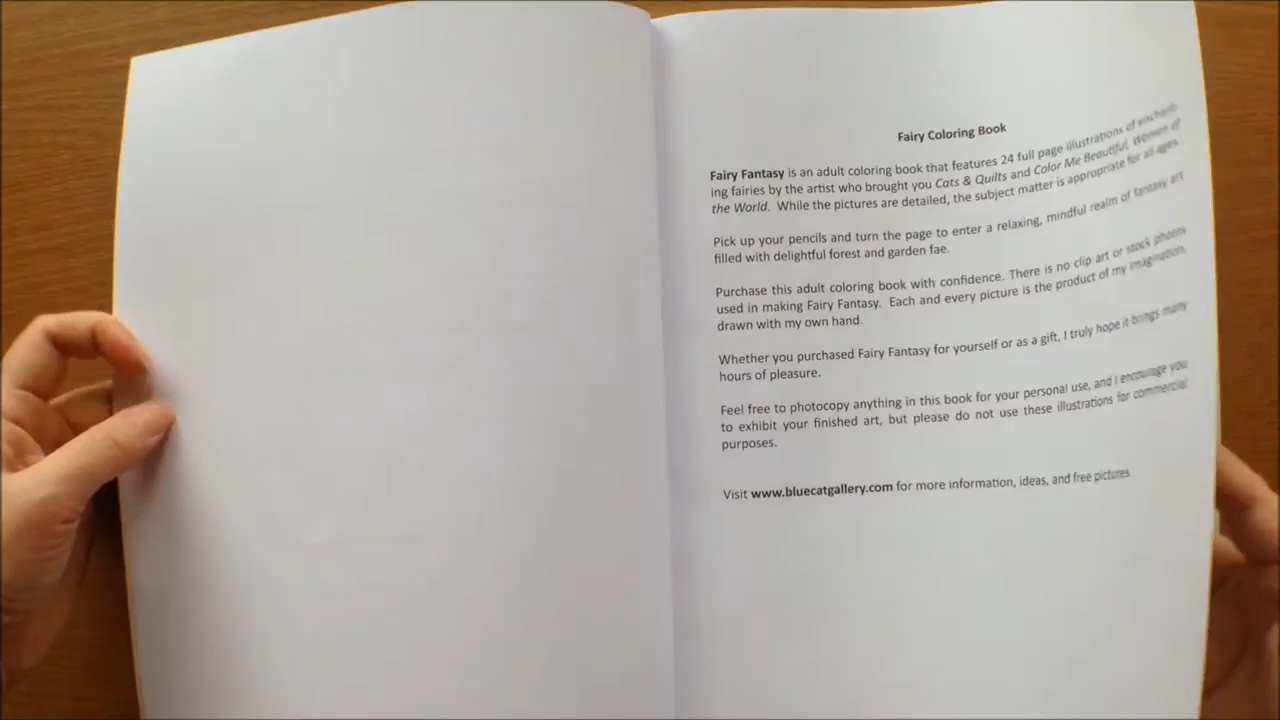 Fairy Coloring Book
Fairy Fantasy is an adult coloring book that features 24 full page illustrations of enchant-
ing fairies by the artist who brought you Cats & Quilts and Color Me Beautiful, Women of
the World. While the pictures are detailed, the subject matter is appropriate for all ages.
Pick up your pencils and turn the page to enter a relaxing, mindful realm of fantasy art
filled with delightful forest and garden fae.
Purchase this adult coloring book with confidence. There is no clip art or stock photos
used in making Fairy Fantasy. Each and every picture is the product of my imagination,
drawn with my own hand.
Whether you purchased Fairy Fantasy for yourself or as a gift, I truly hope it brings many
hours of pleasure.
Feel free to photocopy anything in this book for your personal use, and I encourage you
to exhibit your finished art, but please do not use these illustrations for commercial
purposes.
Visit www.bluecatgallery.com for more information, ideas, and free pictures.